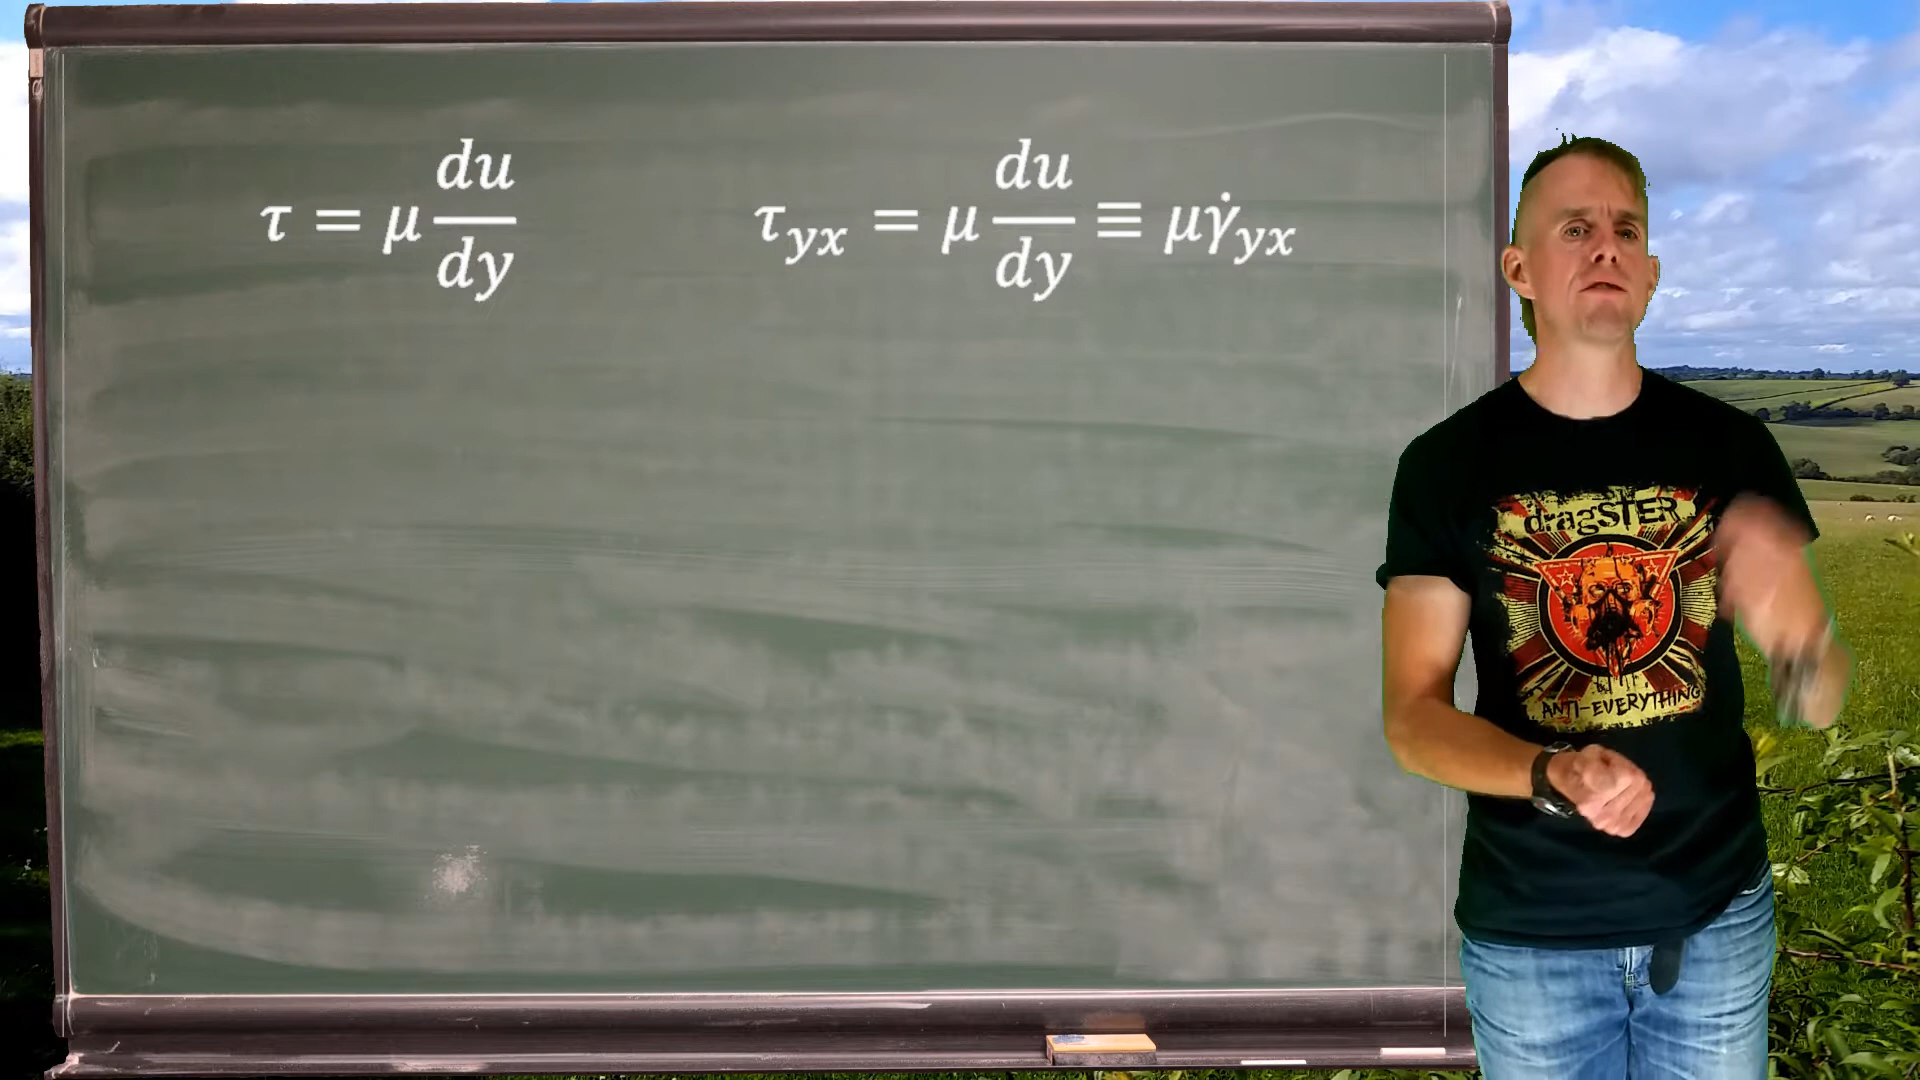 τ = μ du/dy
τ_yx = μ du/dy ≡ μγ̇_yx
dragSTER
ANTI-EVERYTHING